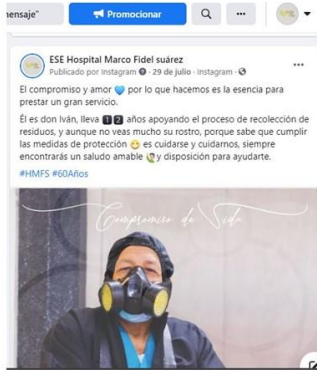 mensaje"
Promocionar
ESE Hospital Marco Fidel suárez
Publicado por Instagram · 29 de julio · Instagram ·
El compromiso y amor 💙 por lo que hacemos es la esencia para
prestar un gran servicio.
Él es don Iván, lleva 1️⃣2️⃣ años apoyando el proceso de recolección de
residuos, y aunque no veas mucho su rostro, porque sabe que cumplir
las medidas de protección 😷 es cuidarse y cuidarnos, siempre
encontrarás un saludo amable 🙋y disposición para ayudarte.
#HMFS #60Años
Compromiso de Vida